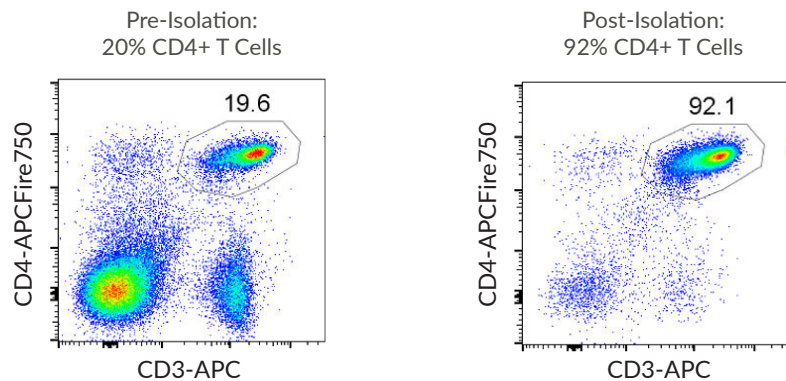 Pre-Isolation:
20% CD4+ T Cells
19.6
CD4-APCFire750
CD3-APC
Post-Isolation:
92% CD4+ T Cells
92.1
CD4-APCFire750
CD3-APC